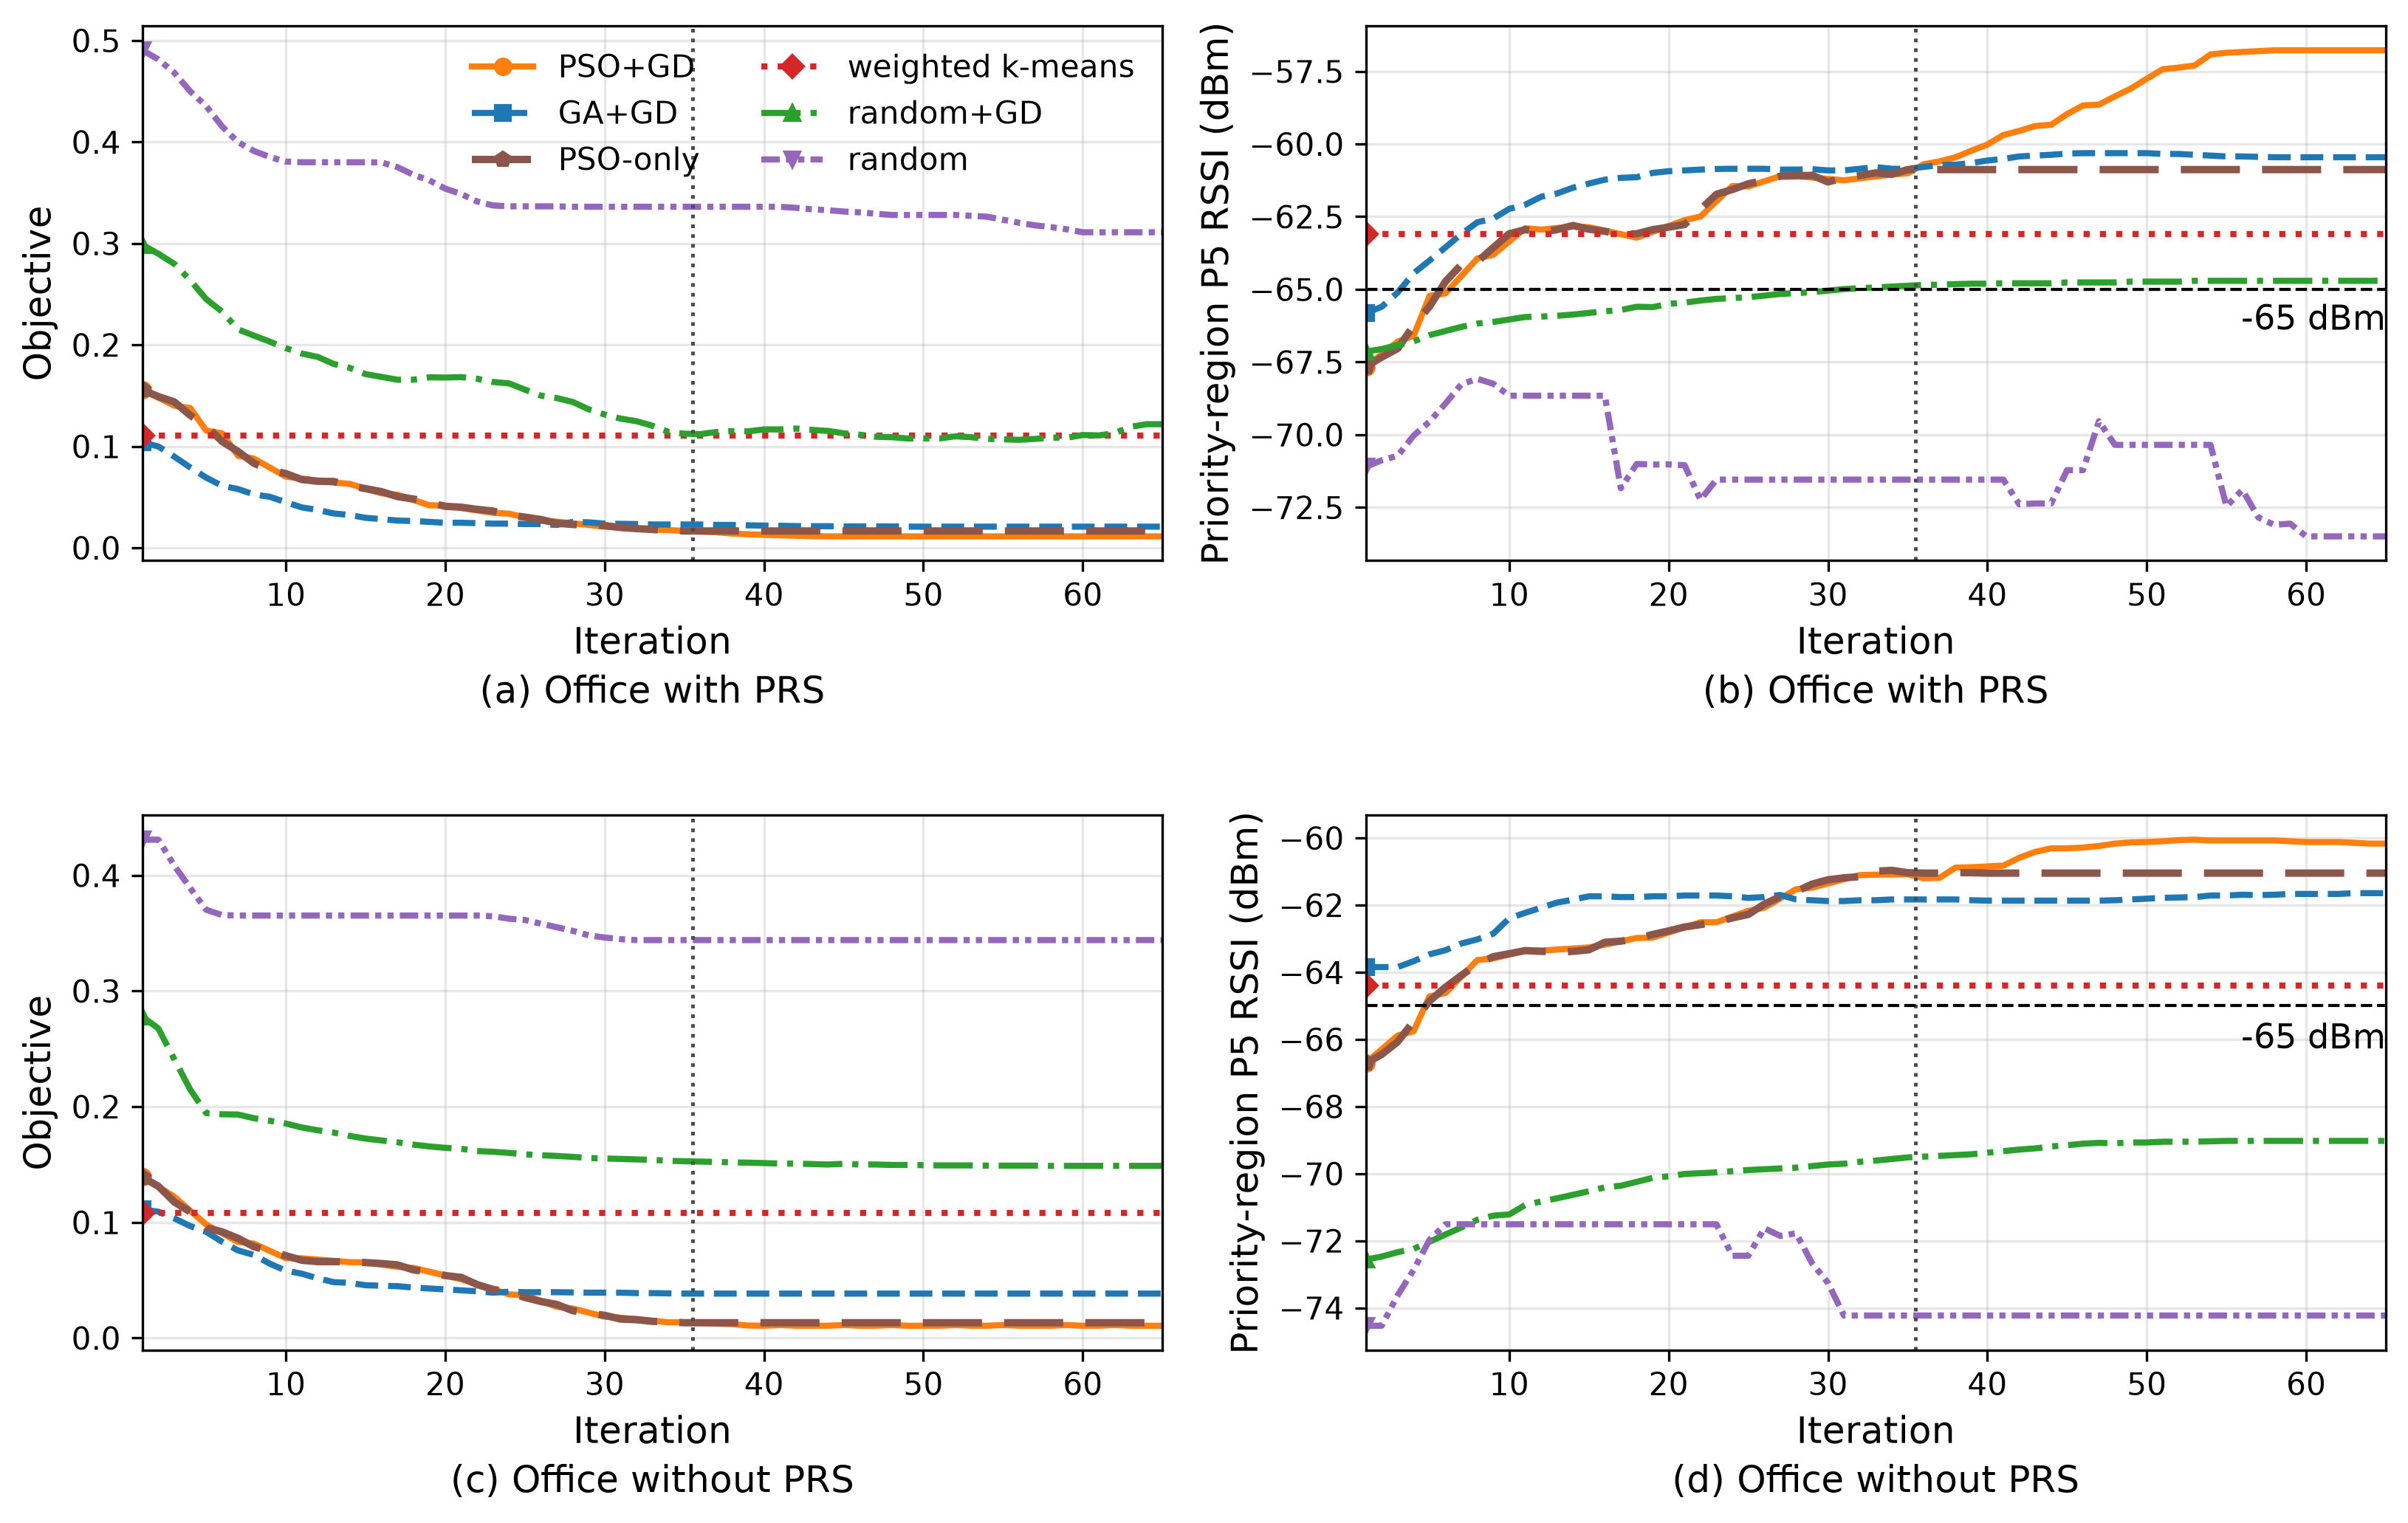 Objective
0.5
0.4
0.3
0.2
0.1
0.0
PSO+GD
GA+GD
PSO-only
weighted k-means
random+GD
random
10 20 30 40 50 60
Iteration
(a) Office with PRS
Priority-region P5 RSSI (dBm)
−57.5
−60.0
−62.5
−65.0
−67.5
−70.0
−72.5
-65 dBm
10 20 30 40 50 60
Iteration
(b) Office with PRS
Objective
0.4
0.3
0.2
0.1
0.0
10 20 30 40 50 60
Iteration
(c) Office without PRS
Priority-region P5 RSSI (dBm)
−60
−62
−64
−66
−68
−70
−72
−74
-65 dBm
10 20 30 40 50 60
Iteration
(d) Office without PRS